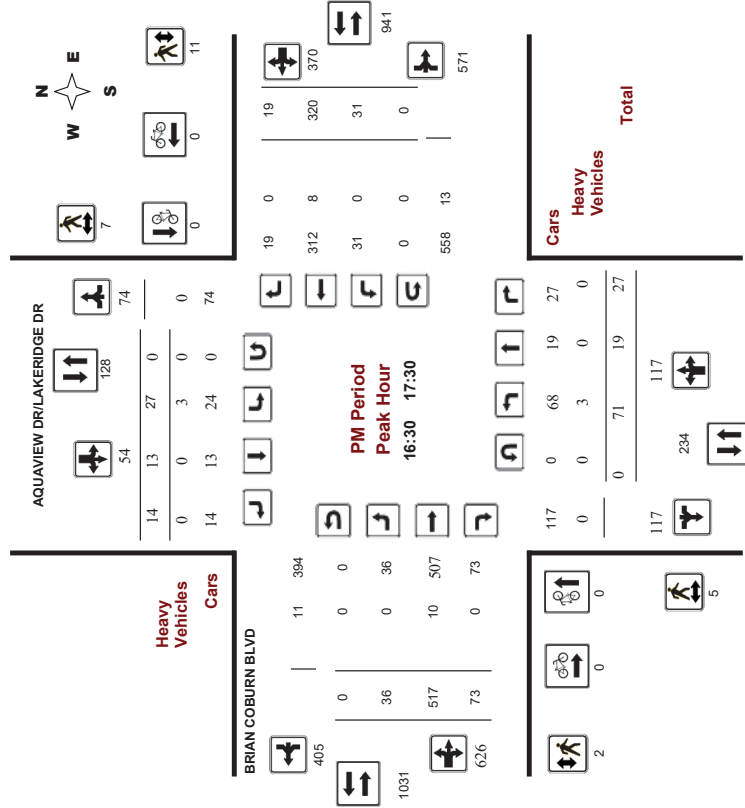 N
W E
S
11
0
7
0
AQUAVIEW DR/LAKERIDGE DR
74
128
54
14 13 27 0
0 0 3 0 0
14 13 24 0 74
Heavy
Vehicles
Cars
941
370
571
19 0 19
320 8 312
31 0 31
0 0 0
13 558
PM Period
Peak Hour
16:30 17:30
BRIAN COBURN BLVD
405
1031
626
11 394
0 0 0
36 0 36
517 10 507
73 0 73
Cars
Heavy
Vehicles
Total
117 0 68 19 27
0 0 3 0 0
0 71 19 27
117
234
117
0
0
2
5